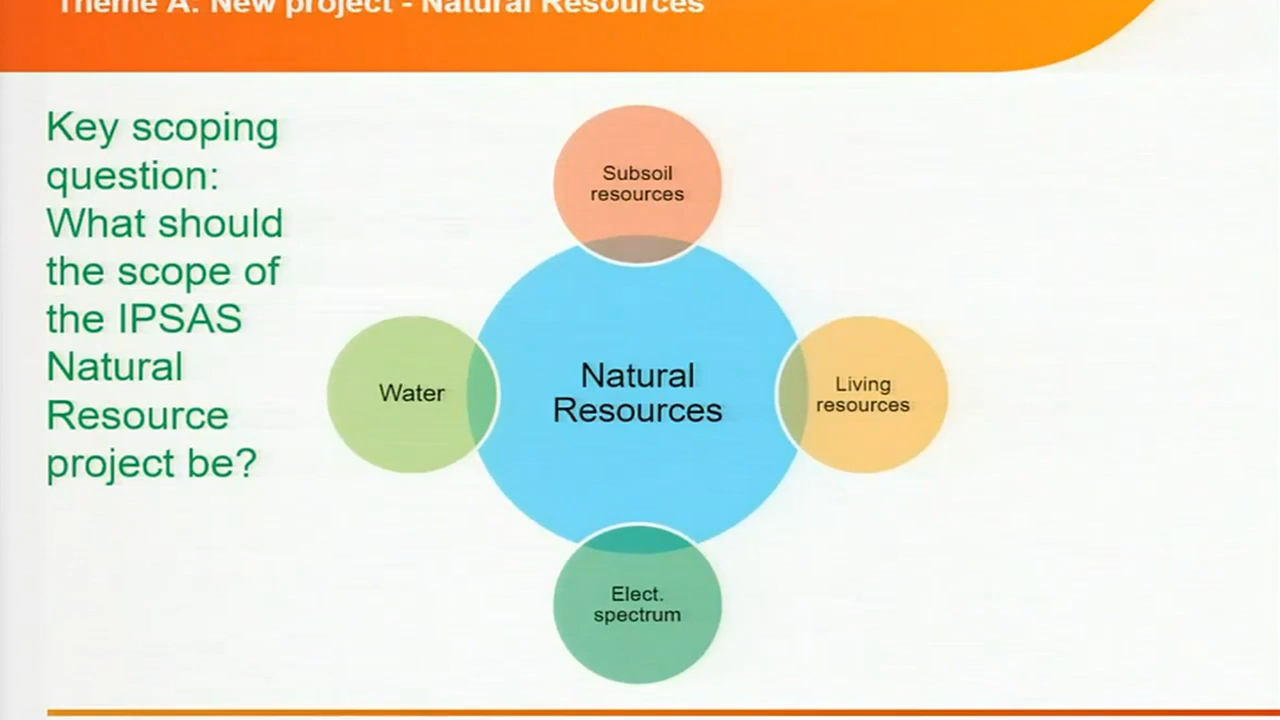 Theme A: New project - Natural Resources
Key scoping
question:
What should
the scope of
the IPSAS
Natural
Resource
project be?
Subsoil
resources
Water
Natural
Resources
Living
resources
Elect.
spectrum